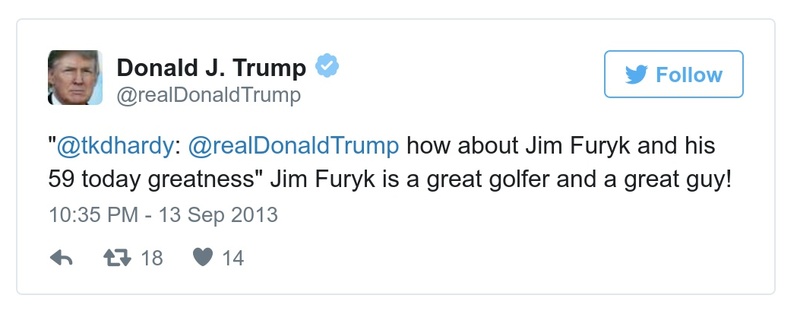 Donald J. Trump
@realDonaldTrump
Follow
"@tkdhardy: @realDonaldTrump how about Jim Furyk and his
59 today greatness" Jim Furyk is a great golfer and a great guy!
10:35 PM - 13 Sep 2013
18 14